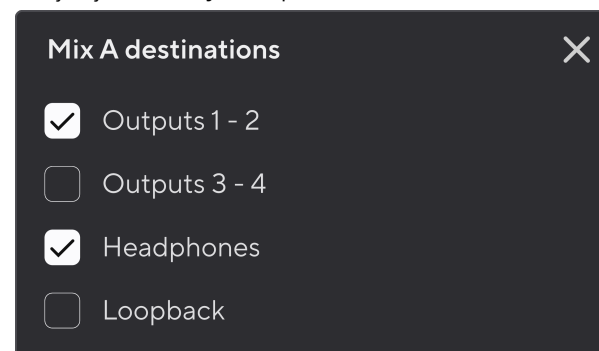 Mix A destinations
Outputs 1 - 2
Outputs 3 - 4
Headphones
Loopback